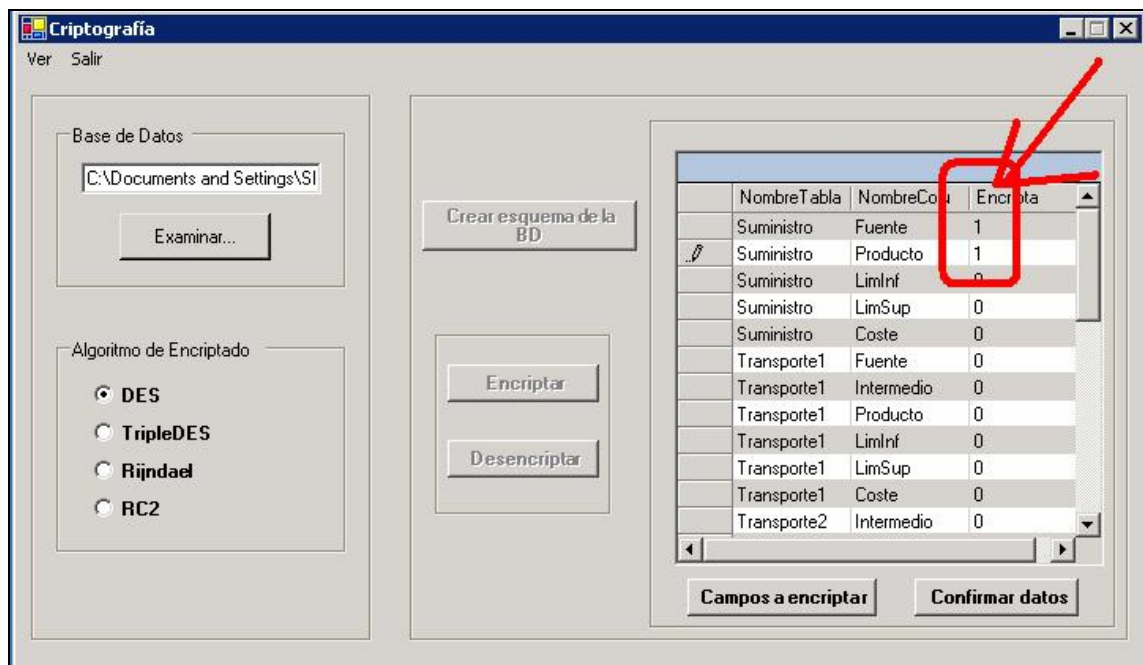 Criptografía
Ver Salir
Base de Datos
C:\Documents and Settings\SI
Examinar...
Algoritmo de Encriptado
DES
TripleDES
Rijndael
RC2
Crear esquema de la
BD
Encriptar
Desencriptar
NombreTabla NombreColu Encripta
Suministro Fuente 1
Suministro Producto 1
Suministro LimInf 0
Suministro LimSup 0
Suministro Coste 0
Transporte1 Fuente 0
Transporte1 Intermedio 0
Transporte1 Producto 0
Transporte1 LimInf 0
Transporte1 LimSup 0
Transporte1 Coste 0
Transporte2 Intermedio 0
Campos a encriptar Confirmar datos